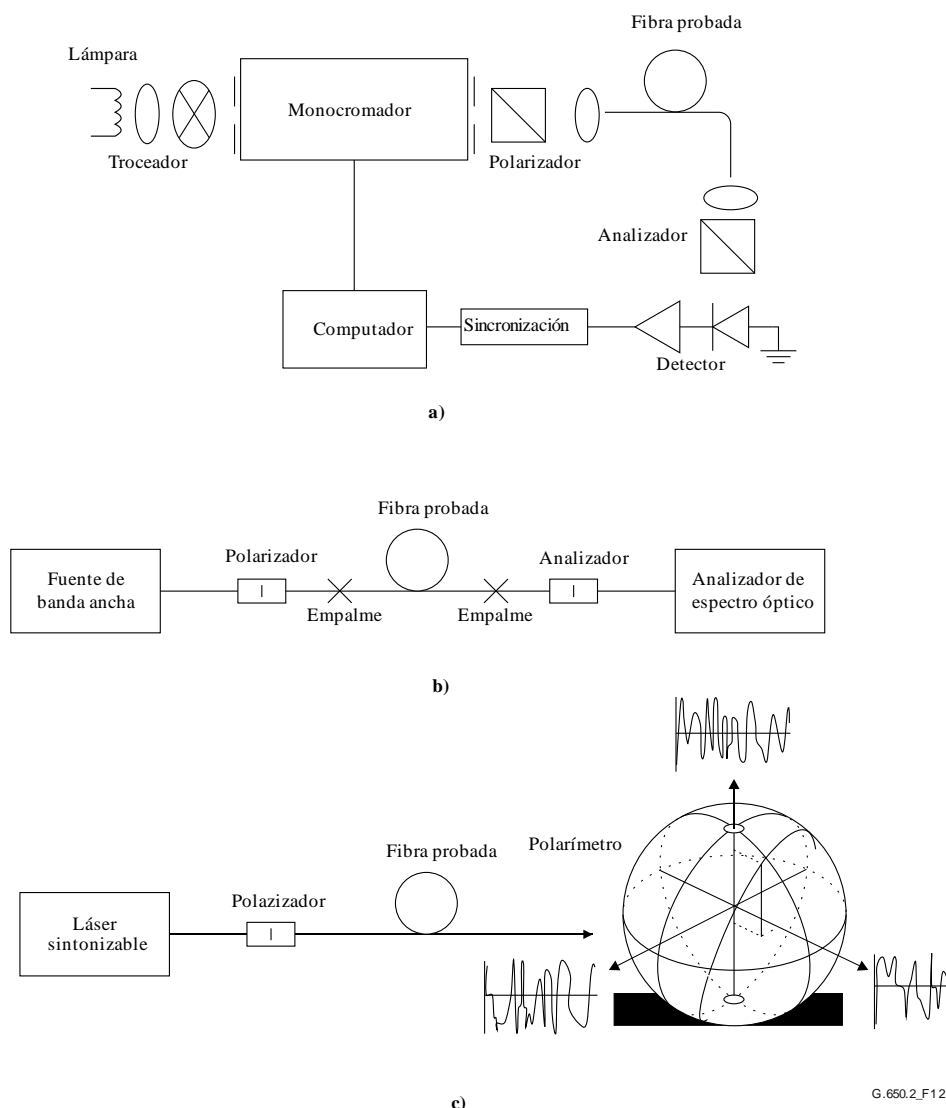 Fibra probada
Lámpara
Monocromador
Troceador
Polarizador
Analizador
Computador
Sincronización
Detector
a)
Fibra probada
Polarizador
Analizador
Fuente de
banda ancha
Empalme
Empalme
Analizador de
espectro óptico
b)
Polarímetro
Fibra probada
Polazizador
Láser
sintonizable
c)
G.650.2_F12